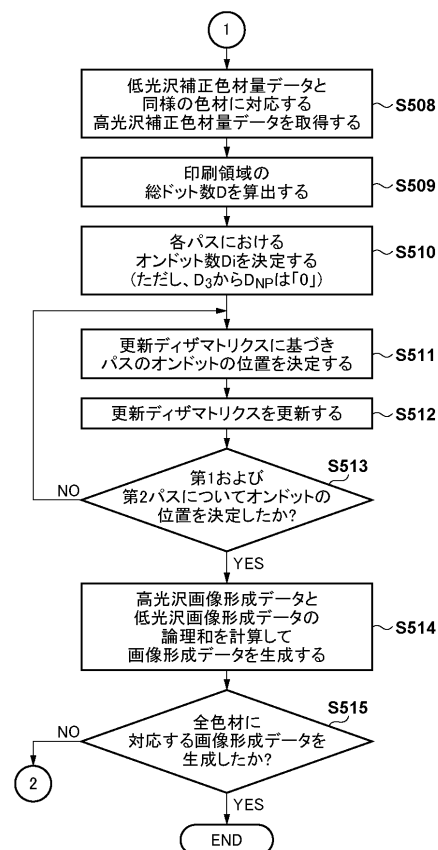 1
低光沢補正色材量データと
同様の色材に対応する
高光沢補正色材量データを取得する
S508
印刷領域の
総ドット数Dを算出する
S509
各パスにおける
オンドット数Diを決定する
(ただし、D3からDNPは「0」)
S510
更新ディザマトリクスに基づき
パスのオンドットの位置を決定する
S511
更新ディザマトリクスを更新する
S512
S513
第1および
第2パスについてオンドットの
位置を決定したか?
NO
YES
高光沢画像形成データと
低光沢画像形成データの
論理和を計算して
画像形成データを生成する
S514
S515
全色材に
対応する画像形成データを
生成したか?
NO
2
YES
END